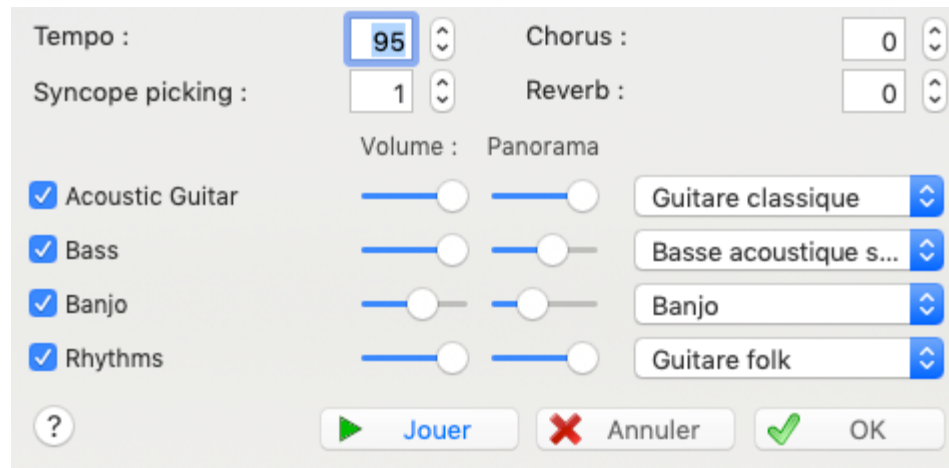 Tempo : 95 Chorus : 0
Syncope picking : 1 Reverb : 0
Volume : Panorama
Acoustic Guitar Guitare classique
Bass Basse acoustique s...
Banjo Banjo
Rhythms Guitare folk
? Jouer Annuler OK